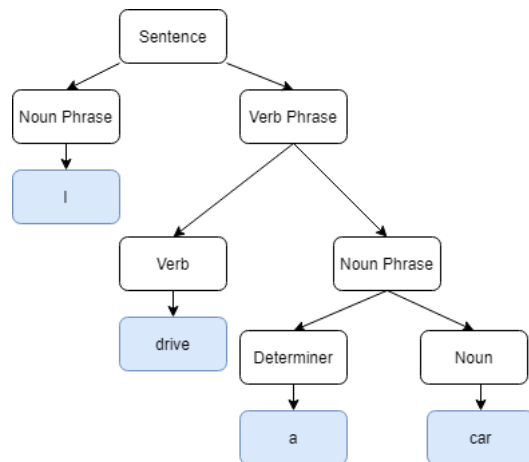 Sentence
Noun Phrase
Verb Phrase
I
Verb
Noun Phrase
drive
Determiner
Noun
a
car